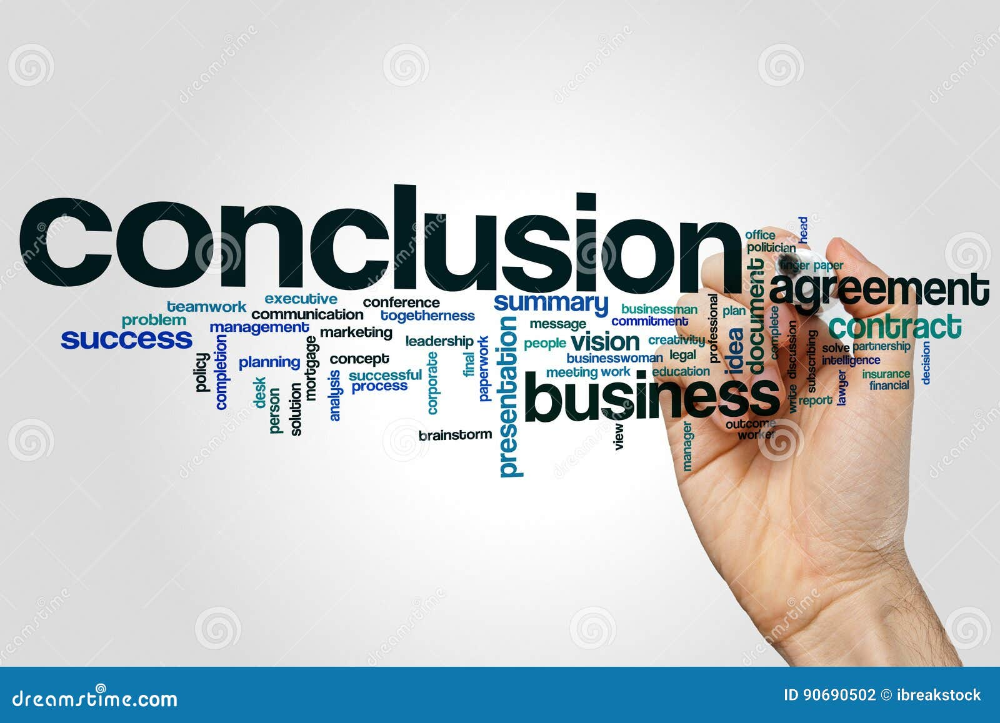 conclusion
office
politician
head
finger paper
agreement
executive
conference
summary
teamwork
communication
togetherness
businessman
plan
document
complete
professional
problem
management
marketing
message
commitment
contract
success
leadership
people
vision
creativity
idea
discussion
subscribing
solve
partnership
policy
completion
planning
mortgage
concept
corporate
final
paperwork
presentation
businesswoman
legal
intelligence
decision
desk
person
solution
analysis
successful
process
meeting
work
education
business
write
report
lawyer
insurance
financial
brainstorm
view
manager
outcome
worker
dreamstime.com
ID 90690502 © ibreakstock
dreamstime